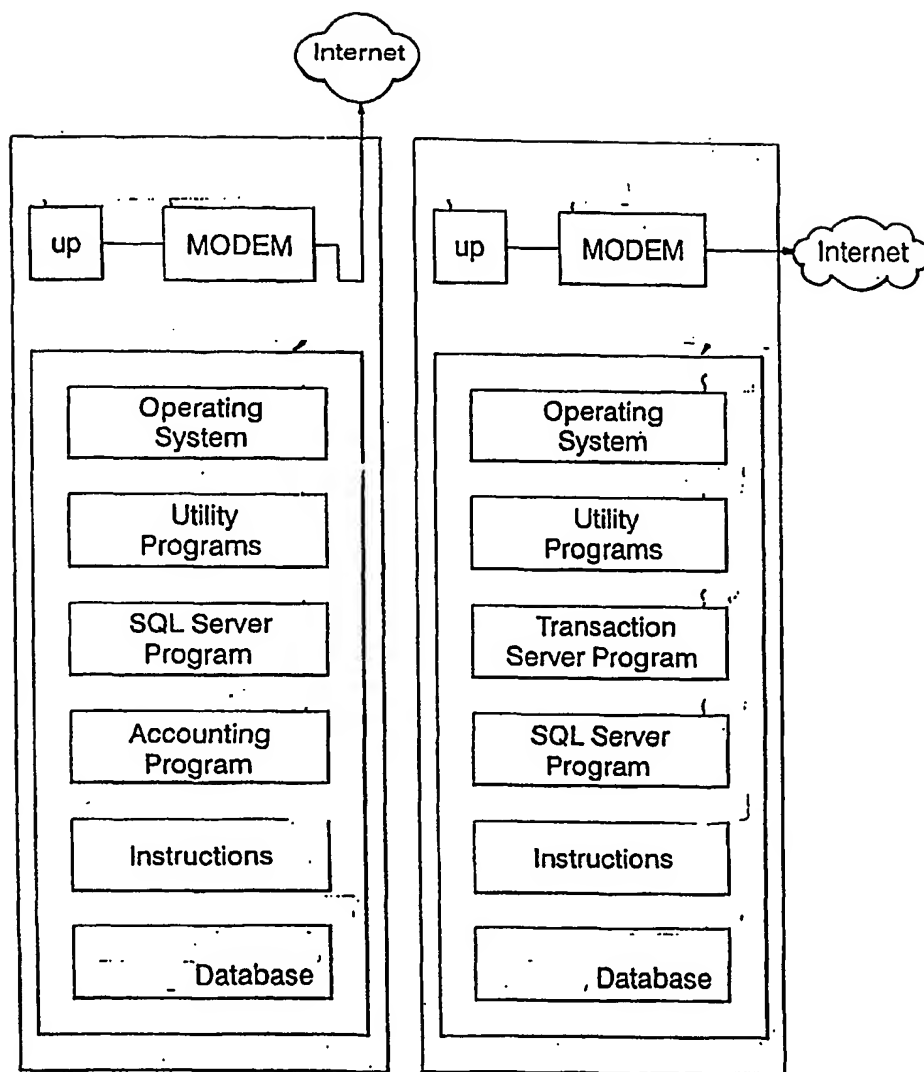 Internet
up
MODEM
Operating
System
Utility
Programs
SQL Server
Program
Accounting
Program
Instructions
Database
up
MODEM
Internet
Operating
System
Utility
Programs
Transaction
Server Program
SQL Server
Program
Instructions
Database